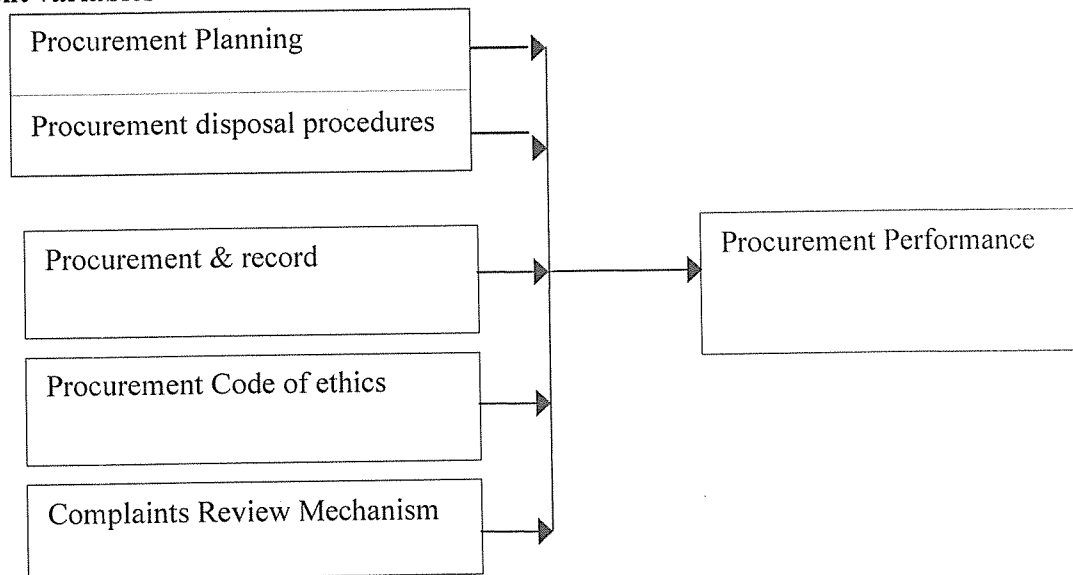 Procurement Planning
Procurement disposal procedures
Procurement & record
Procurement Performance
Procurement Code of ethics
Complaints Review Mechanism